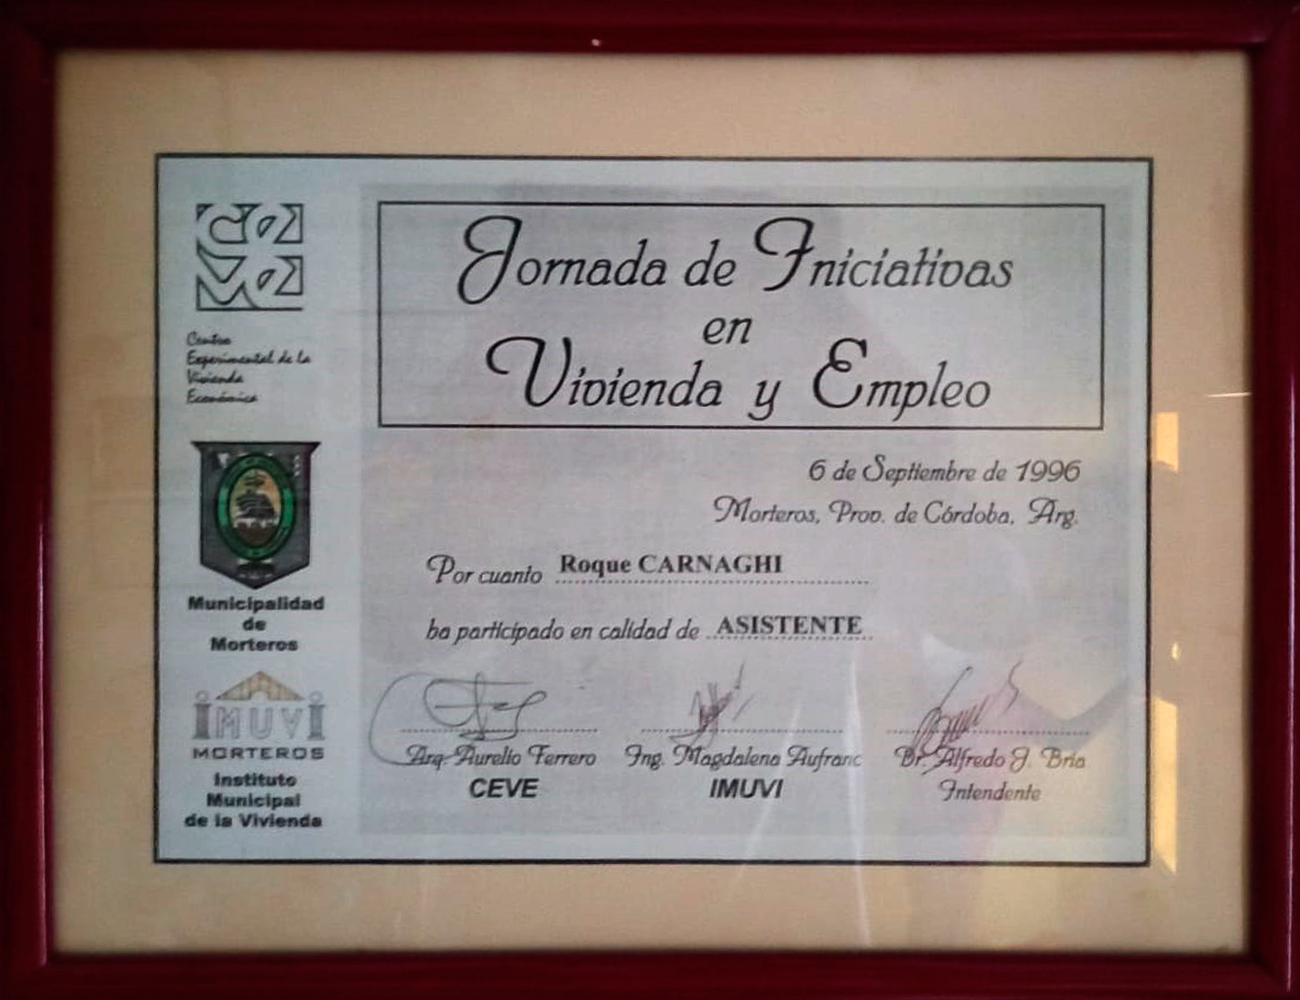 Jornada de Iniciativas
en
Vivienda y Empleo
6 de Septiembre de 1996
Morteros, Prov. de Córdoba, Arg.
Por cuanto Roque CARNAGHI
ha participado en calidad de ASISTENTE
Arq. Aurelio Ferrero
CEVE
Ing. Magdalena Aufranc
IMUVI
Dr. Alfredo J. Bria
Intendente
Centro
Experimental de la
Vivienda
Económica
Municipalidad
de
Morteros
IMUVI
MORTEROS
Instituto
Municipal
de la Vivienda